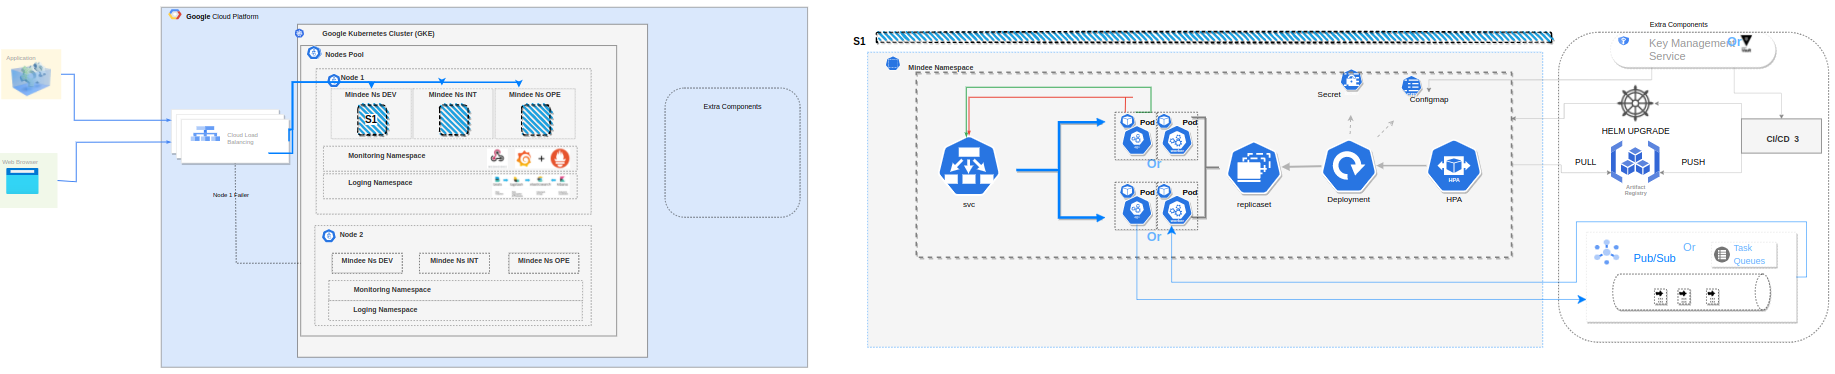 Google Cloud Platform
Google Kubernetes Cluster (GKE)
Nodes Pool
Application
Node 1
Mindee Ns DEV
Mindee Ns INT
Mindee Ns OPE
S1
Cloud Load
Balancing
Web Browser
Monitoring Namespace
+
Loging Namespace
Node 1 Failer
Node 2
Mindee Ns DEV
Mindee Ns INT
Mindee Ns OPE
Monitoring Namespace
Loging Namespace
Extra Components
S1
Mindee Namespace
Secret
Configmap
Pod
Pod
Or
Pod
Pod
Or
svc
replicaset
Deployment
HPA
HPA
Extra Components
Key Management
Service
Or
HELM UPGRADE
CI/CD 3
PULL
PUSH
Artifact
Registry
Pub/Sub
Or
Task
Queues